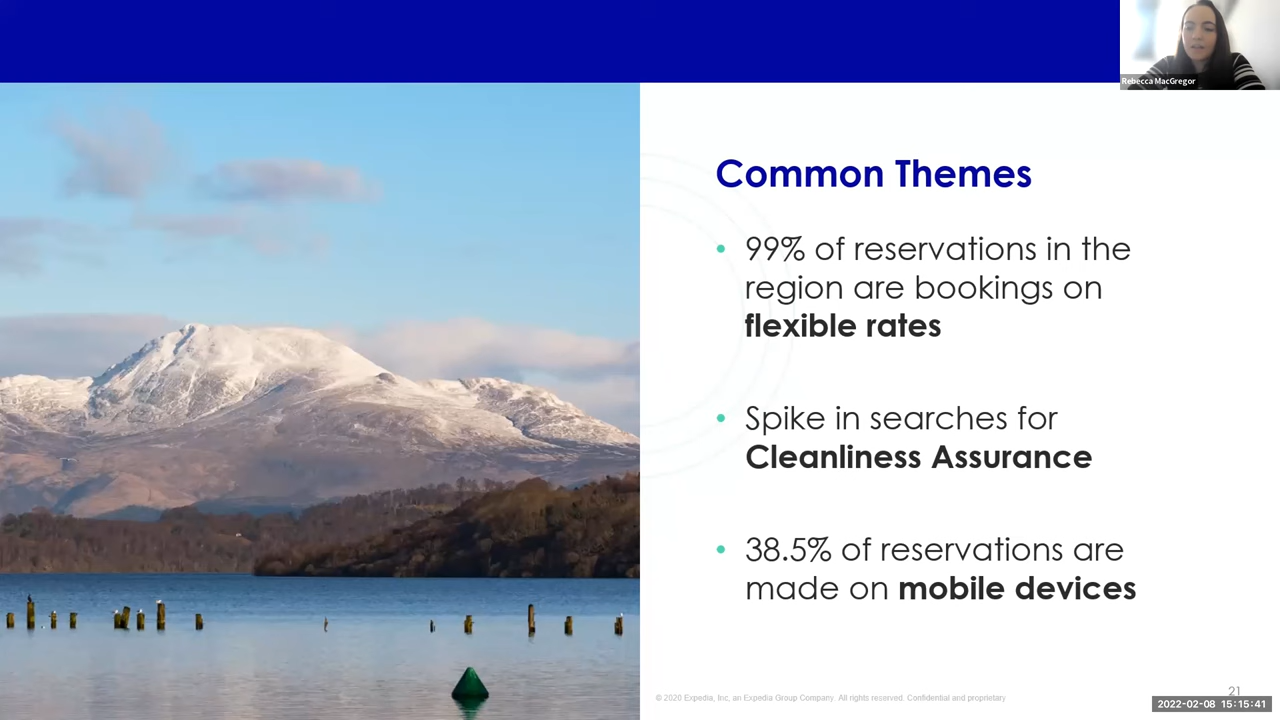 Rebecca MacGregor
Common Themes
• 99% of reservations in the
region are bookings on
flexible rates
• Spike in searches for
Cleanliness Assurance
• 38.5% of reservations are
made on mobile devices
© 2020 Expedia, Inc, an Expedia Group Company. All rights reserved. Confidential and proprietary
21
2022-02-08 15:15:41